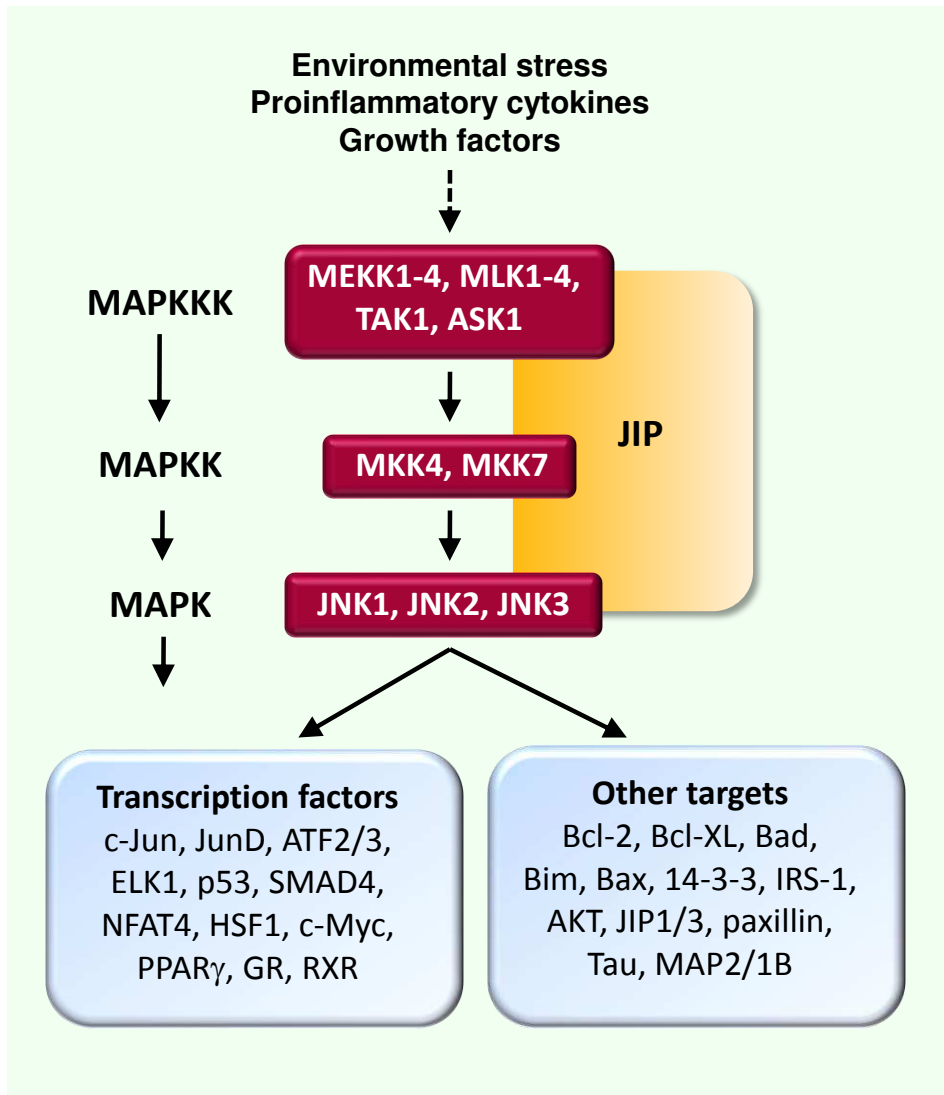 Environmental stress
Proinflammatory cytokines
Growth factors
MAPKKK
MEKK1-4, MLK1-4,
TAK1, ASK1
JIP
MAPKK
MKK4, MKK7
MAPK
JNK1, JNK2, JNK3
Transcription factors
c-Jun, JunD, ATF2/3,
ELK1, p53, SMAD4,
NFAT4, HSF1, c-Myc,
PPARγ, GR, RXR
Other targets
Bcl-2, Bcl-XL, Bad,
Bim, Bax, 14-3-3, IRS-1,
AKT, JIP1/3, paxillin,
Tau, MAP2/1B